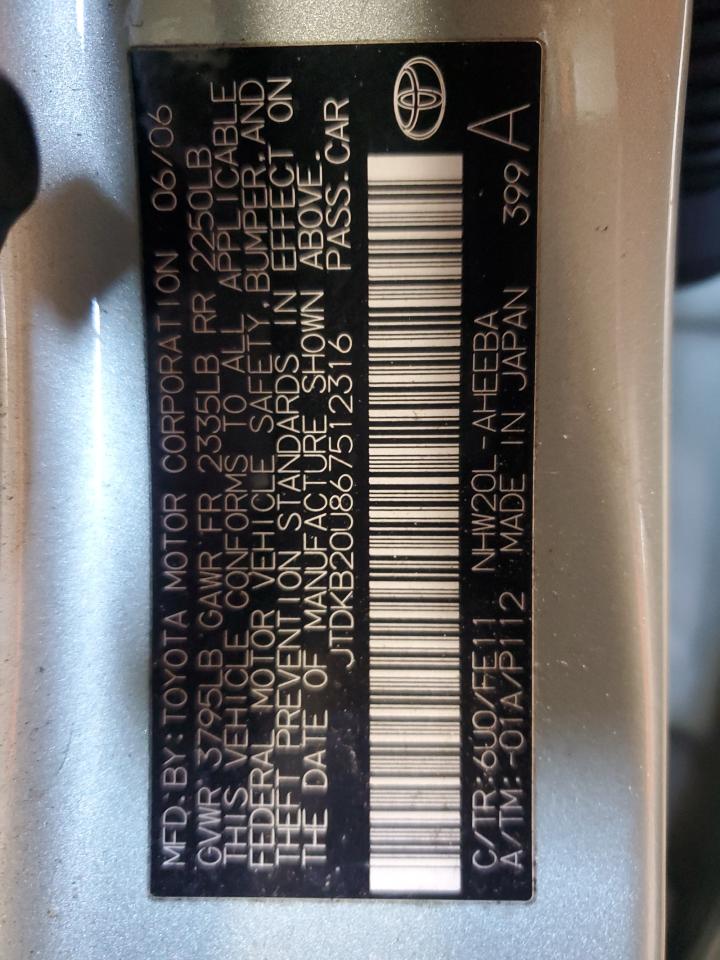 MFD. BY: TOYOTA MOTOR CORPORATION 06/06
GVWR 3795LB GAWR FR 2335LB RR 2250LB
THIS VEHICLE CONFORMS TO ALL APPLICABLE
FEDERAL MOTOR VEHICLE SAFETY, BUMPER, AND
THEFT PREVENTION STANDARDS IN EFFECT ON
THE DATE OF MANUFACTURE SHOWN ABOVE.
JTDKB20U867512316 PASS. CAR
C/TR:6U0/FE11 NHW20L-AHEEBA
A/TM:-01A/P112 MADE IN JAPAN 399 A